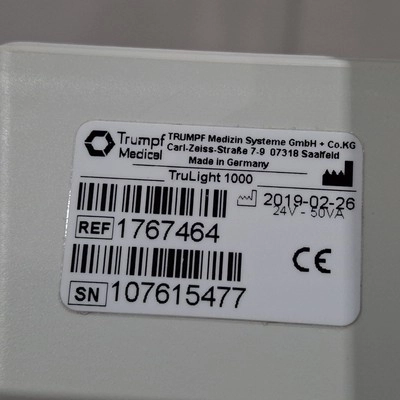 Trumpf Medical
TRUMPF Medizin Systeme GmbH + Co.KG
Carl-Zeiss-Straße 7-9 07318 Saalfeld
Made in Germany
TruLight 1000
2019-02-26
24V - 50VA
REF 1767464
CE
SN 107615477